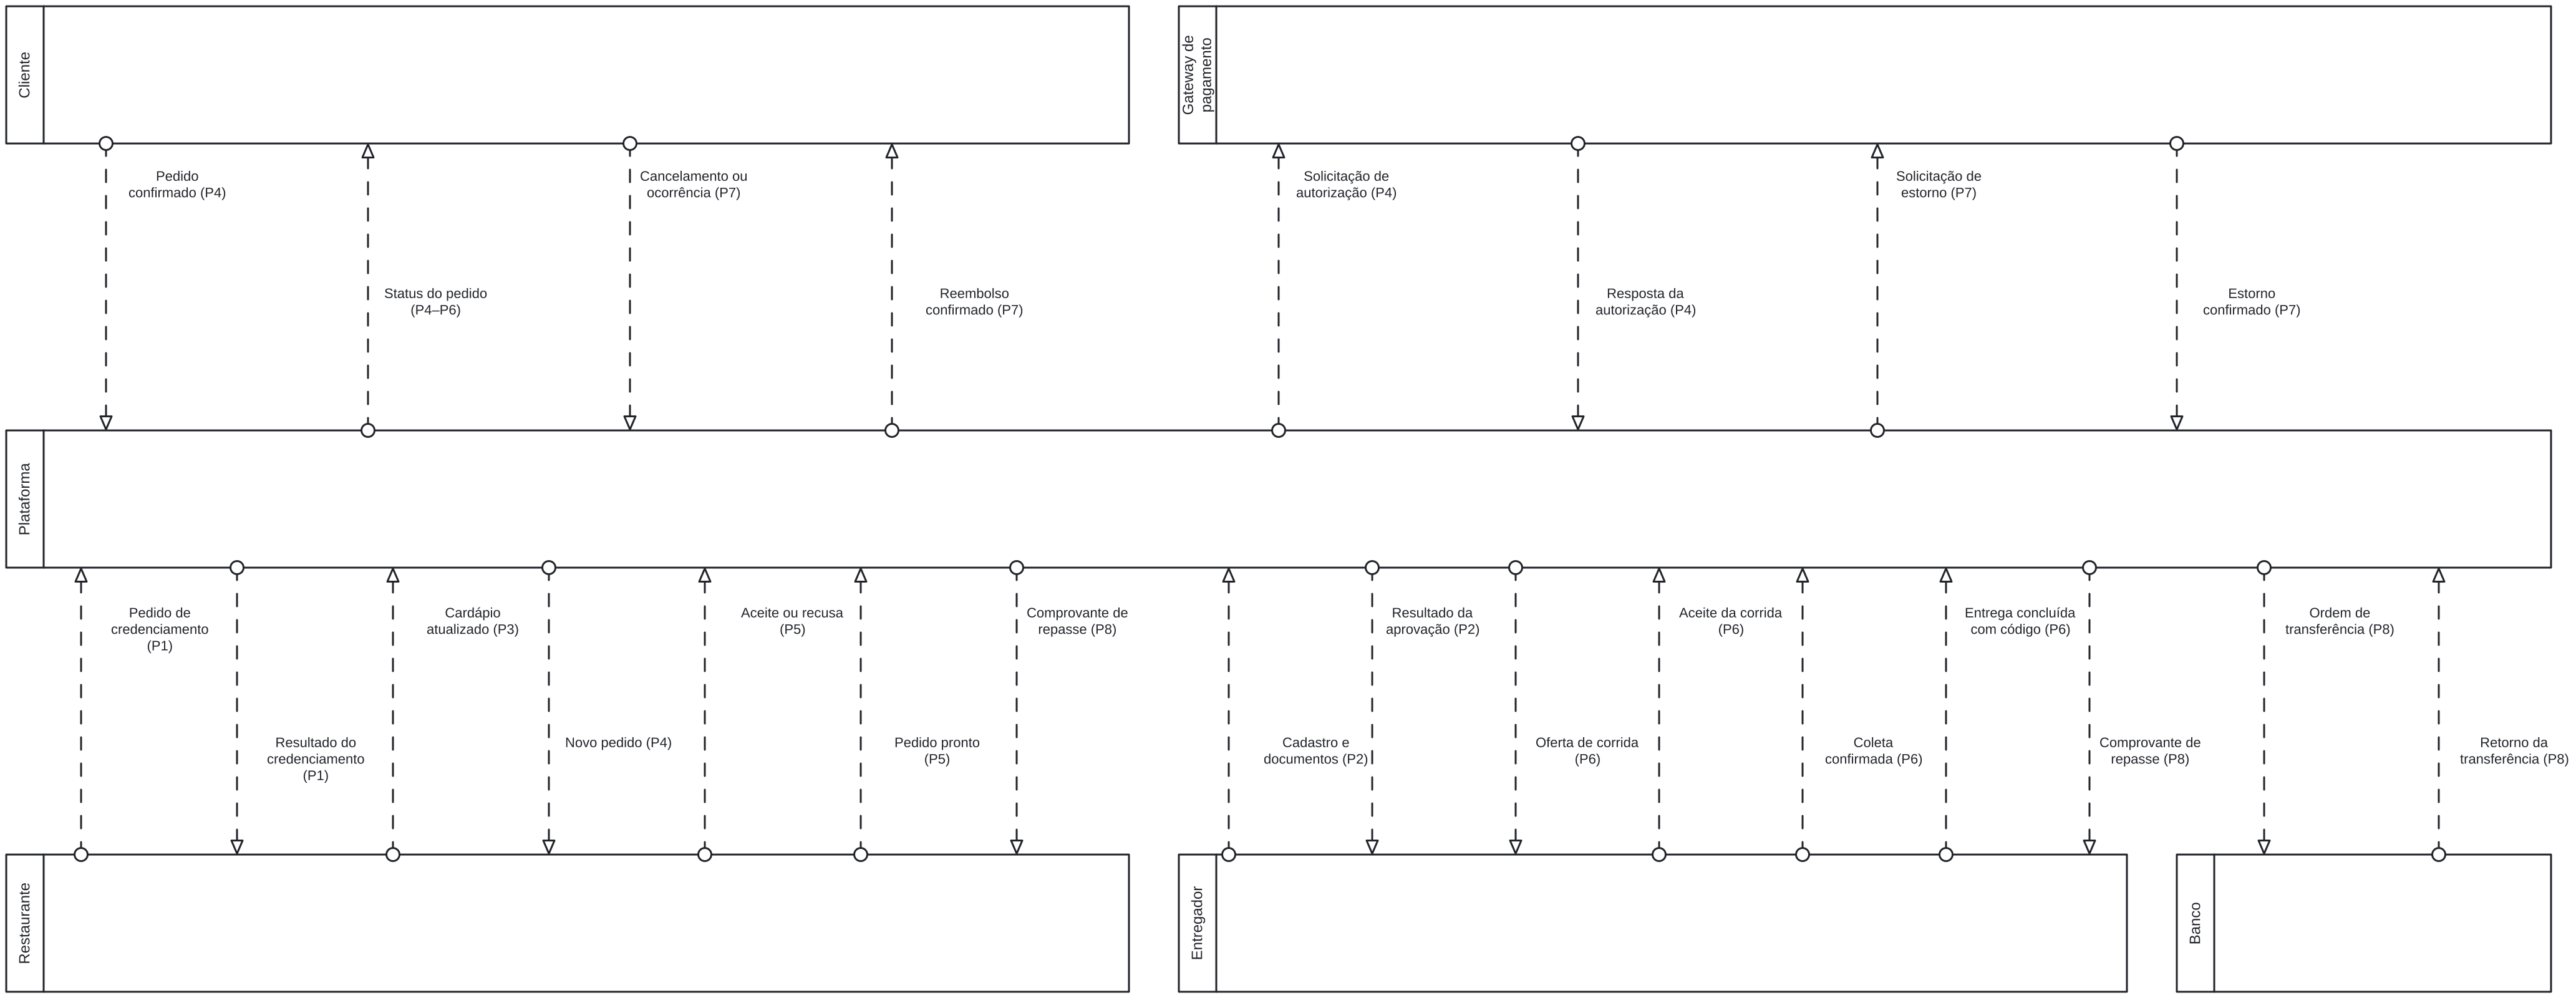 Cliente
Gateway de
pagamento
Pedido
confirmado (P4)
Cancelamento ou
ocorrência (P7)
Solicitação de
autorização (P4)
Solicitação de
estorno (P7)
Status do pedido
(P4–P6)
Reembolso
confirmado (P7)
Resposta da
autorização (P4)
Estorno
confirmado (P7)
Plataforma
Pedido de
credenciamento
(P1)
Cardápio
atualizado (P3)
Aceite ou recusa
(P5)
Comprovante de
repasse (P8)
Resultado da
aprovação (P2)
Aceite da corrida
(P6)
Entrega concluída
com código (P6)
Ordem de
transferência (P8)
Resultado do
credenciamento
(P1)
Novo pedido (P4)
Pedido pronto
(P5)
Cadastro e
documentos (P2)
Oferta de corrida
(P6)
Coleta
confirmada (P6)
Comprovante de
repasse (P8)
Retorno da
transferência (P8)
Restaurante
Entregador
Banco